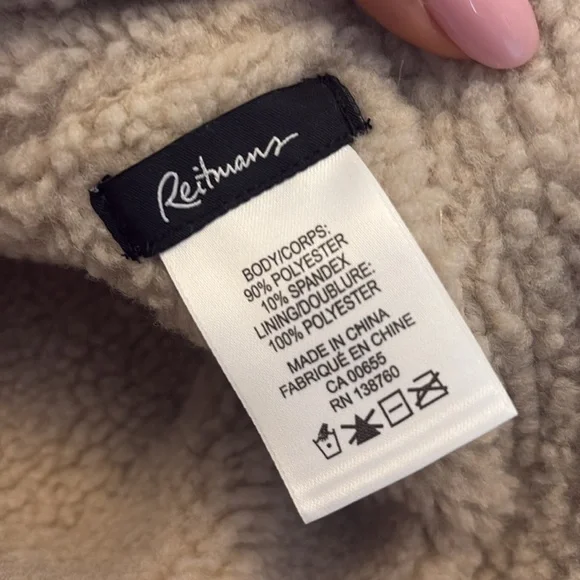 Reitmans
BODY/CORPS:
90% POLYESTER
10% SPANDEX
LINING/DOUBLURE:
100% POLYESTER
MADE IN CHINA
FABRIQUÉ EN CHINE
CA 00655
RN 138760